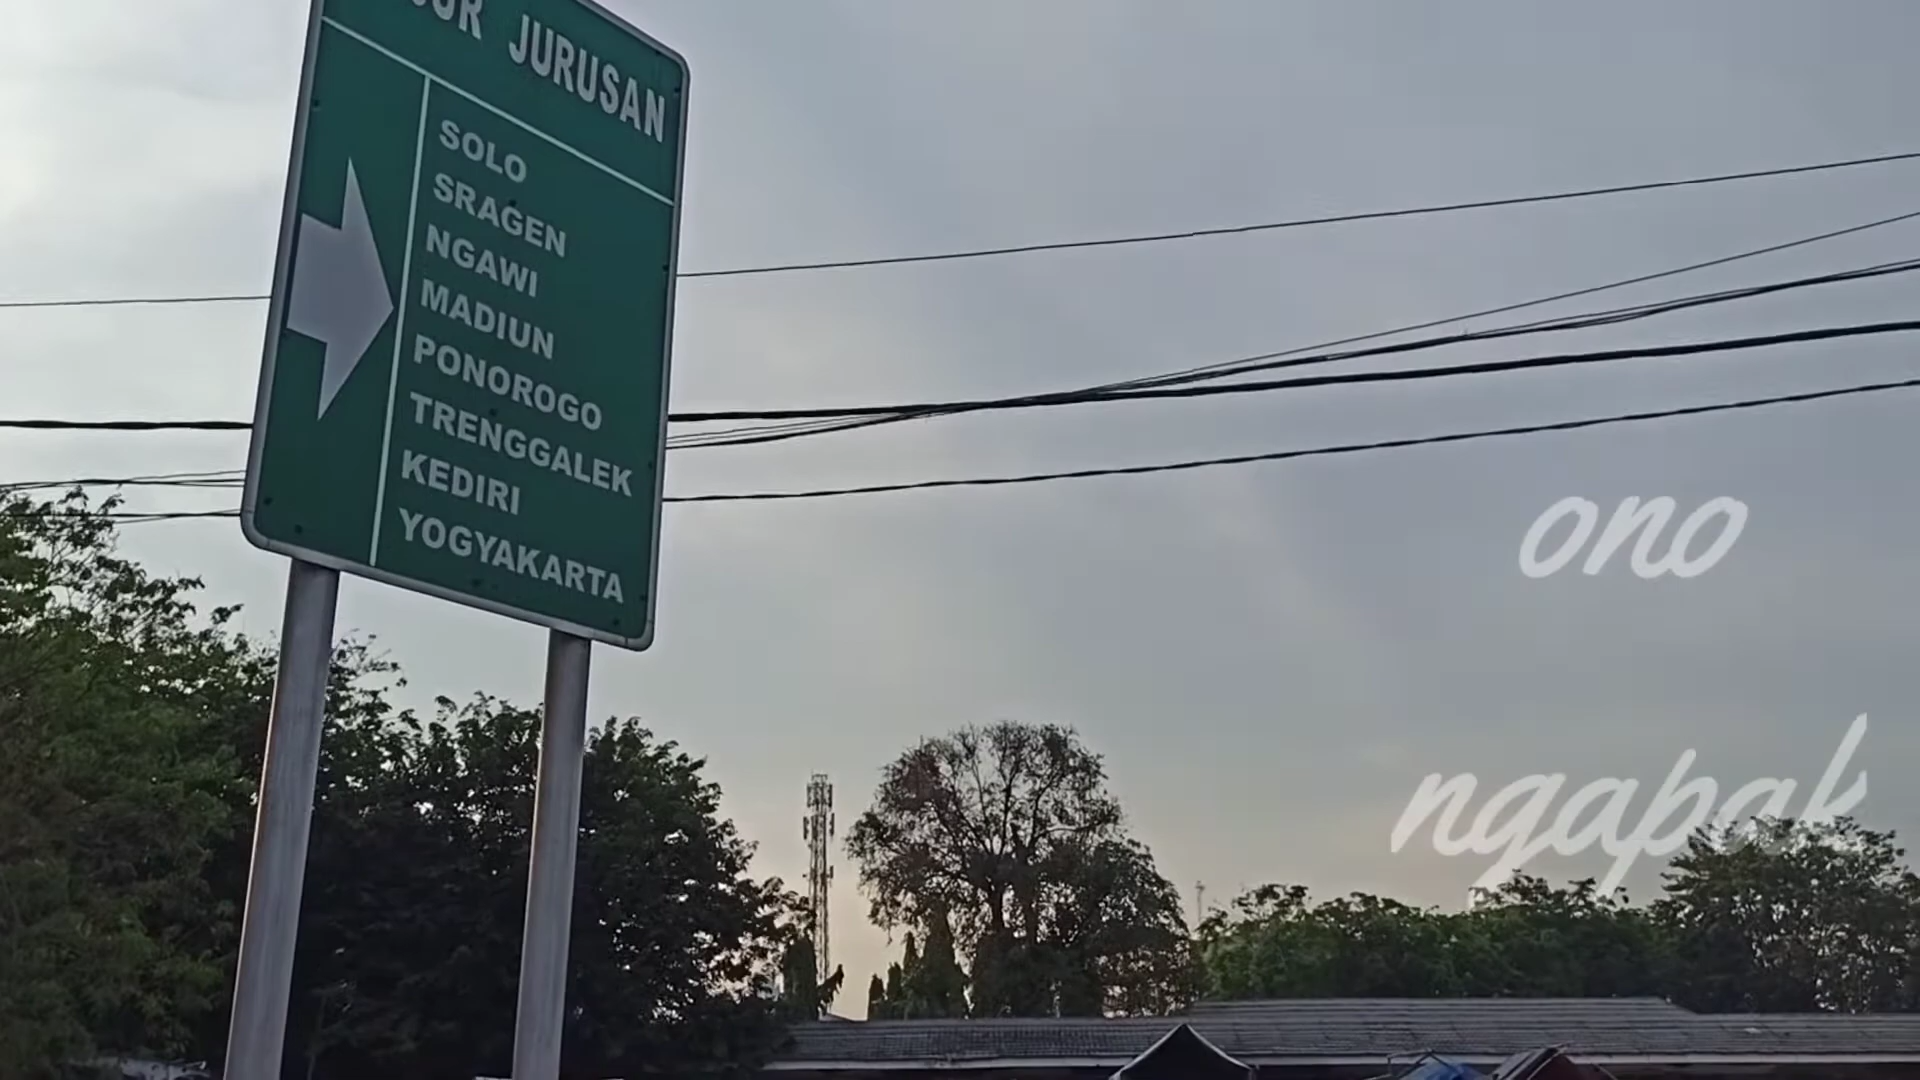 JURUSAN
SOLO
SRAGEN
NGAWI
MADIUN
PONOROGO
TRENGGALEK
KEDIRI
YOGYAKARTA
ono
ngapak